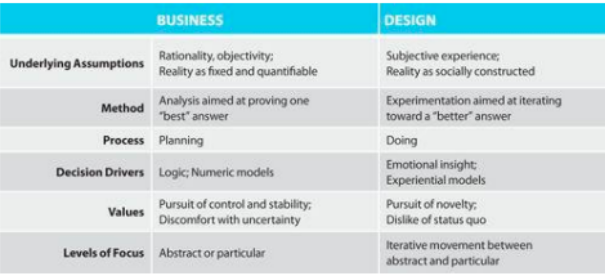 BUSINESS DESIGN
Underlying Assumptions Rationality, objectivity; Subjective experience;
Reality as fixed and quantifiable Reality as socially constructed
Method Analysis aimed at proving one Experimentation aimed at iterating
"best" answer toward a "better" answer
Process Planning Doing
Decision Drivers Logic; Numeric models Emotional insight;
Experiential models
Values Pursuit of control and stability; Pursuit of novelty;
Discomfort with uncertainty Dislike of status quo
Levels of Focus Abstract or particular Iterative movement between
abstract and particular